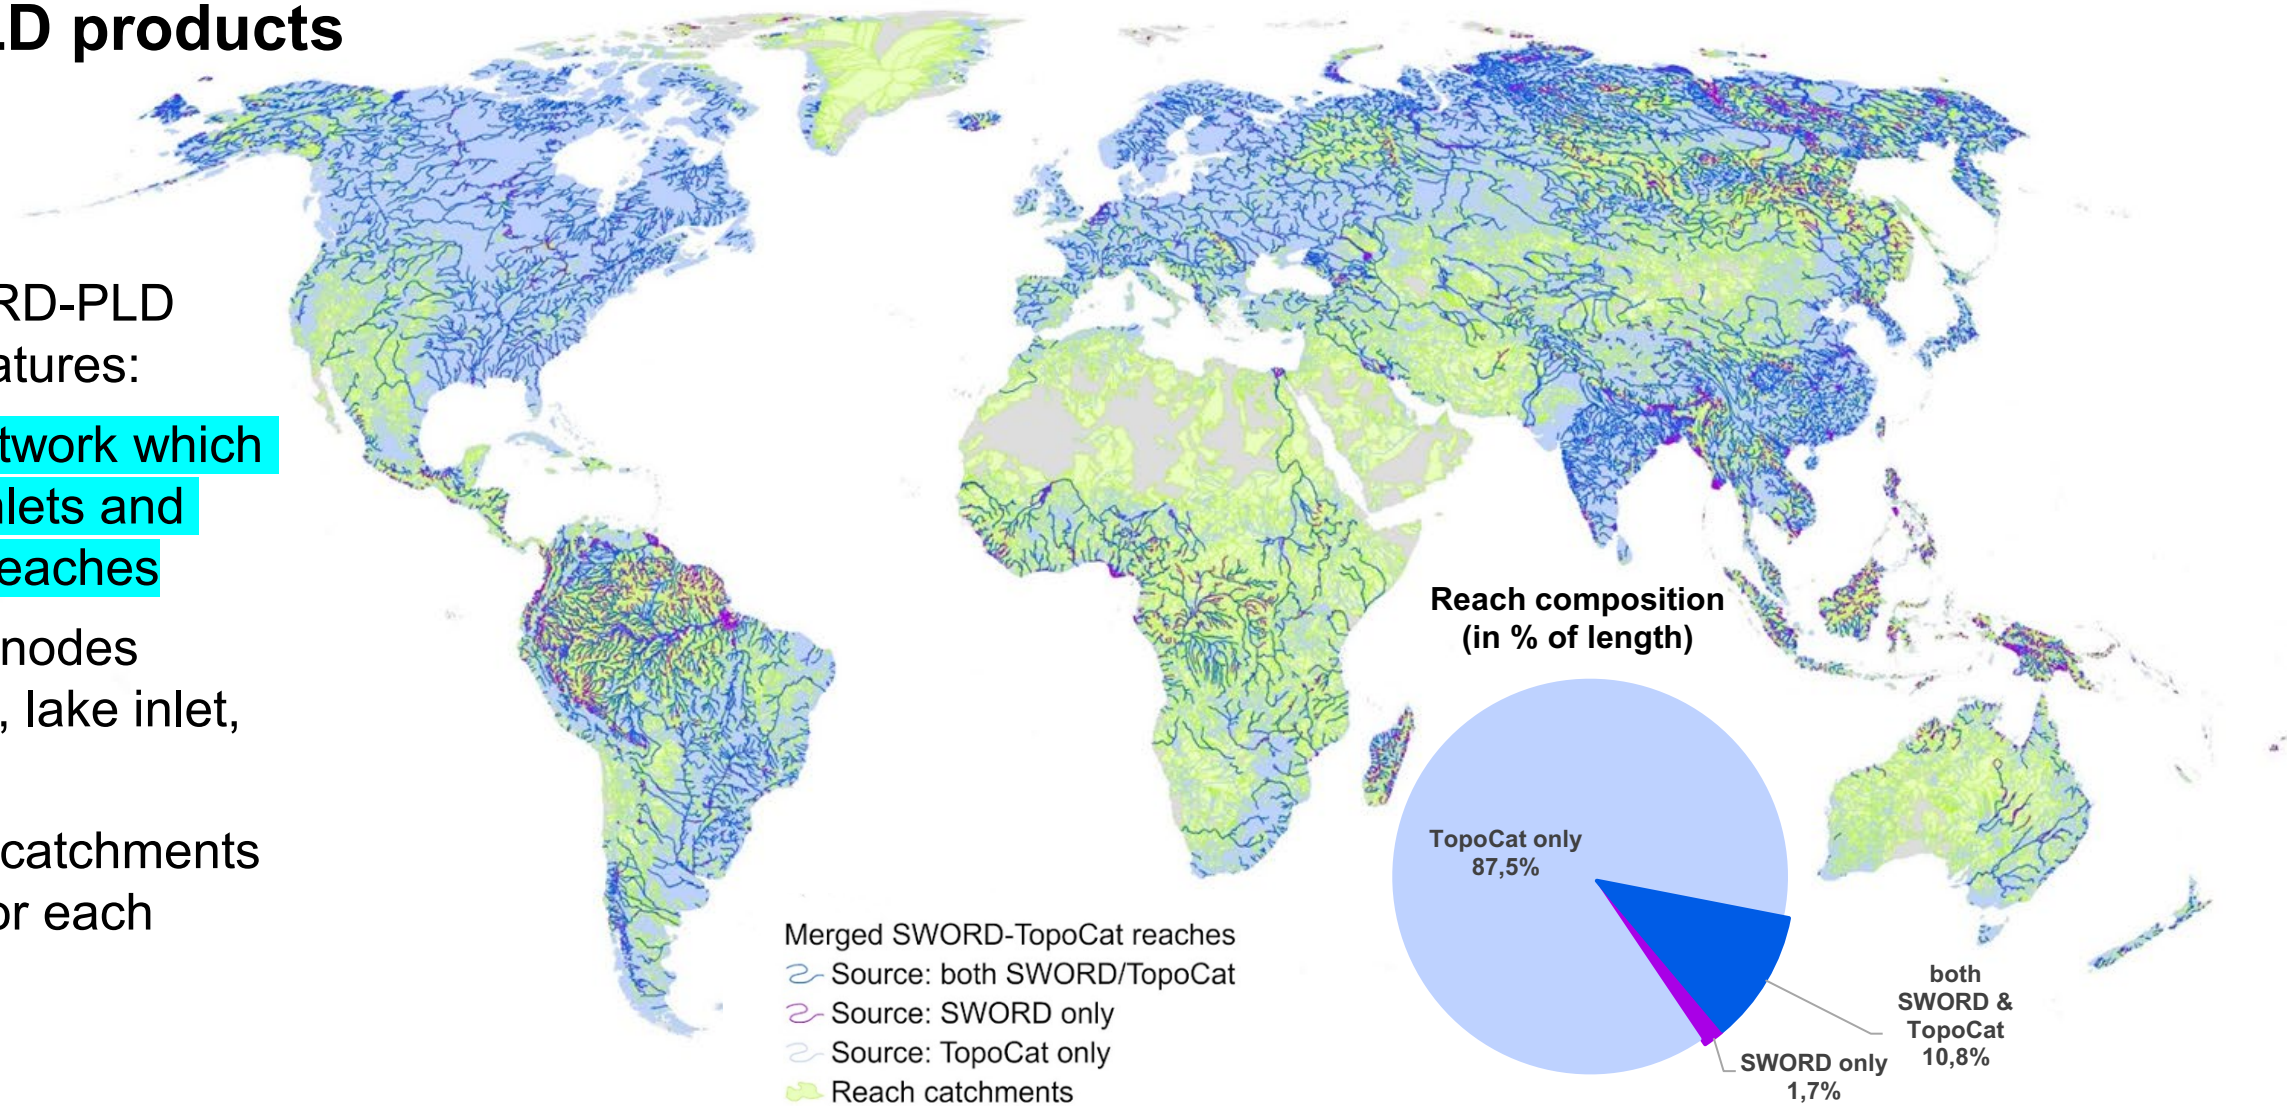 LD products
RD-PLD
atures:
twork which
nlets and
eaches
nodes
, lake inlet,
catchments
or each
Reach composition
(in % of length)
TopoCat only
87,5%
both
SWORD &
TopoCat
10,8%
SWORD only
1,7%
Merged SWORD-TopoCat reaches
Source: both SWORD/TopoCat
Source: SWORD only
Source: TopoCat only
Reach catchments